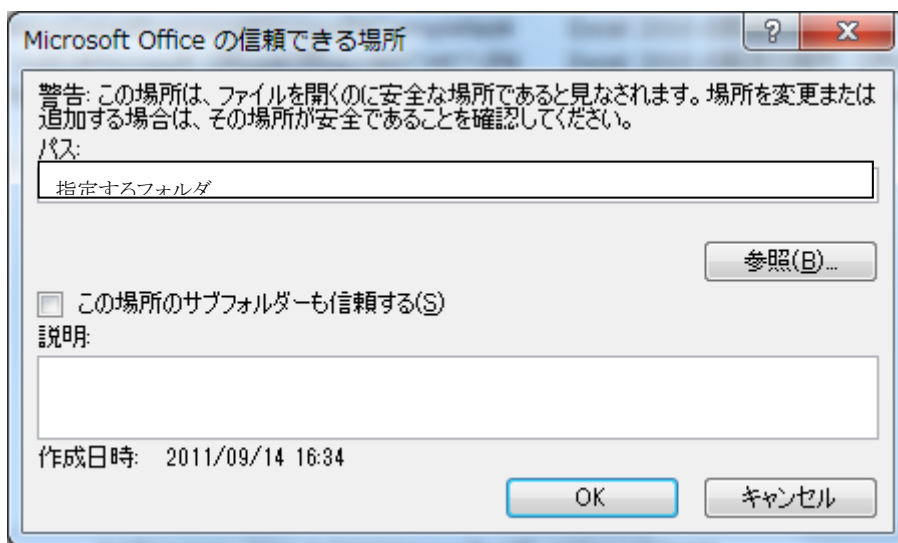 Microsoft Office の信頼できる場所
警告: この場所は、ファイルを開くのに安全な場所であると見なされます。場所を変更または
追加する場合は、その場所が安全であることを確認してください。
パス:
指定するフォルダ
参照(B)...
この場所のサブフォルダーも信頼する(S)
説明:
作成日時: 2011/09/14 16:34
OK キャンセル